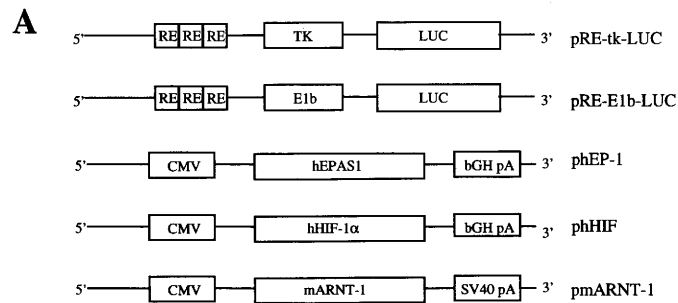 A
5' RE RE RE TK LUC 3' pRE-tk-LUC
5' RE RE RE E1b LUC 3' pRE-E1b-LUC
5' CMV hEPAS1 bGH pA 3' phEP-1
5' CMV hHIF-1α bGH pA 3' phHIF
5' CMV mARNT-1 SV40 pA 3' pmARNT-1